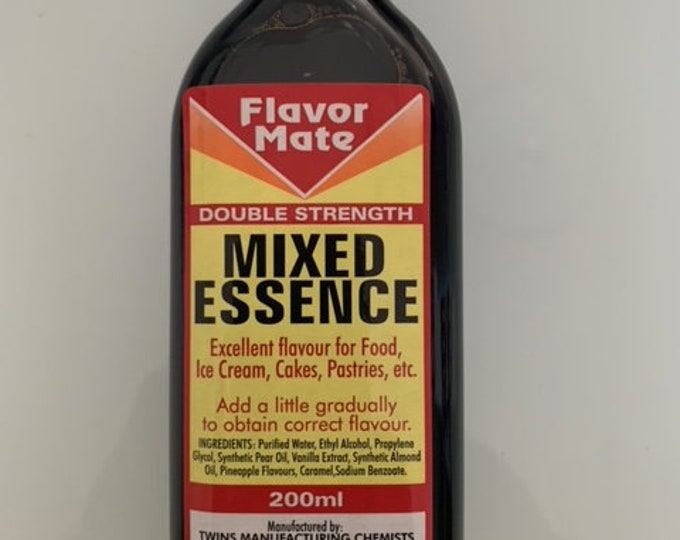 Flavor
Mate
DOUBLE STRENGTH
MIXED
ESSENCE
Excellent flavour for Food,
Ice Cream, Cakes, Pastries, etc.
Add a little gradually
to obtain correct flavour.
INGREDIENTS: Purified Water, Ethyl Alcohol, Propylene
Glycol, Synthetic Pear Oil, Vanilla Extract, Synthetic Almond
Oil, Pineapple Flavours, Caramel,Sodium Benzoate.
200ml
Manufactured by:
TWINS MANUFACTURING CHEMISTS